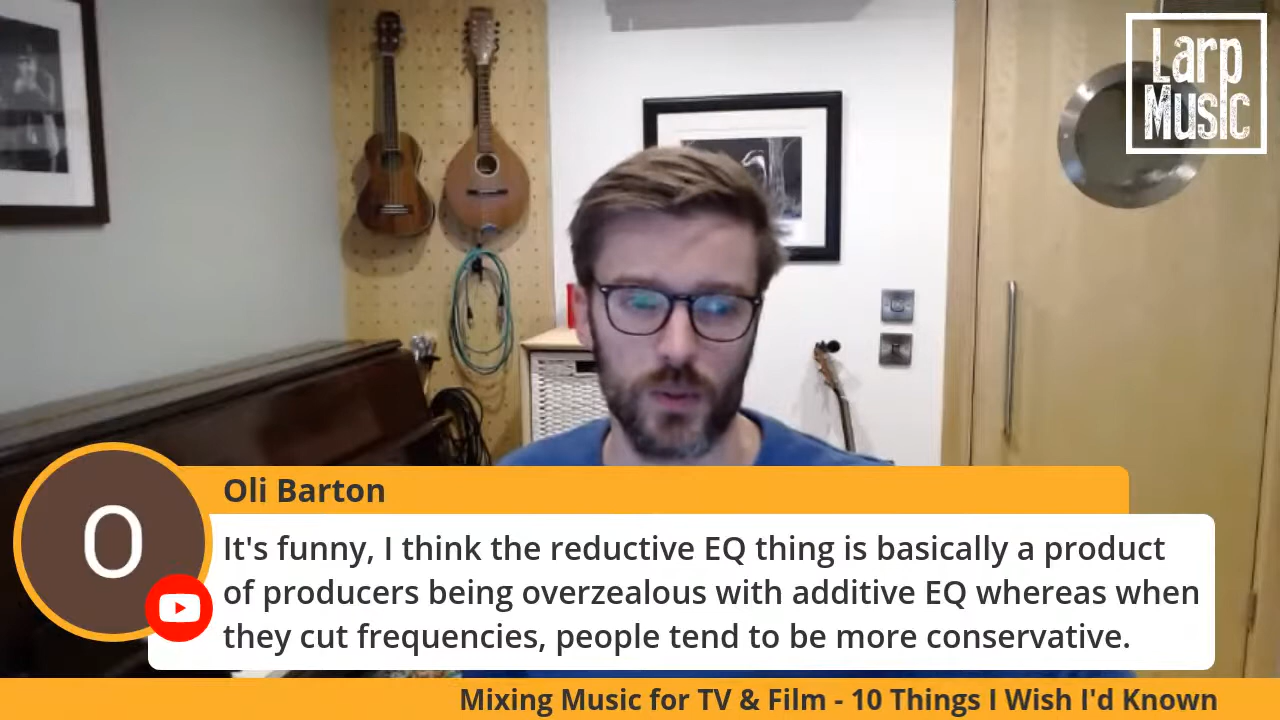 Larp
Music
Oli Barton
O
It's funny, I think the reductive EQ thing is basically a product
of producers being overzealous with additive EQ whereas when
they cut frequencies, people tend to be more conservative.
Mixing Music for TV & Film - 10 Things I Wish I'd Known